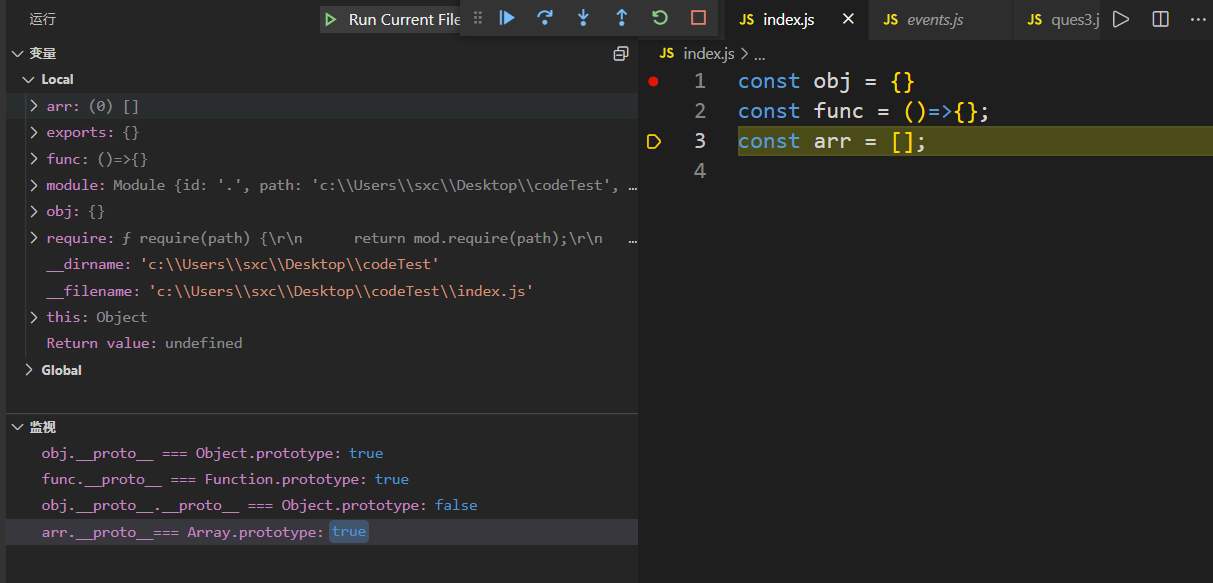 运行
Run Current File
变量
Local
arr: (0) []
exports: {}
func: ()=>{}
module: Module {id: '.', path: 'c:\\Users\\sxc\\Desktop\\codeTest', …
obj: {}
require: ƒ require(path) {\r\n      return mod.require(path);\r\n   …
__dirname: 'c:\\Users\\sxc\\Desktop\\codeTest'
__filename: 'c:\\Users\\sxc\\Desktop\\codeTest\\index.js'
this: Object
Return value: undefined
Global
监视
obj.__proto__ === Object.prototype: true
func.__proto__ === Function.prototype: true
obj.__proto__.__proto__ === Object.prototype: false
arr.__proto__=== Array.prototype: true
JS index.js
JS events.js
JS ques3.j
JS index.js > ...
1 const obj = {}
2 const func = ()=>{};
3 const arr = [];
4